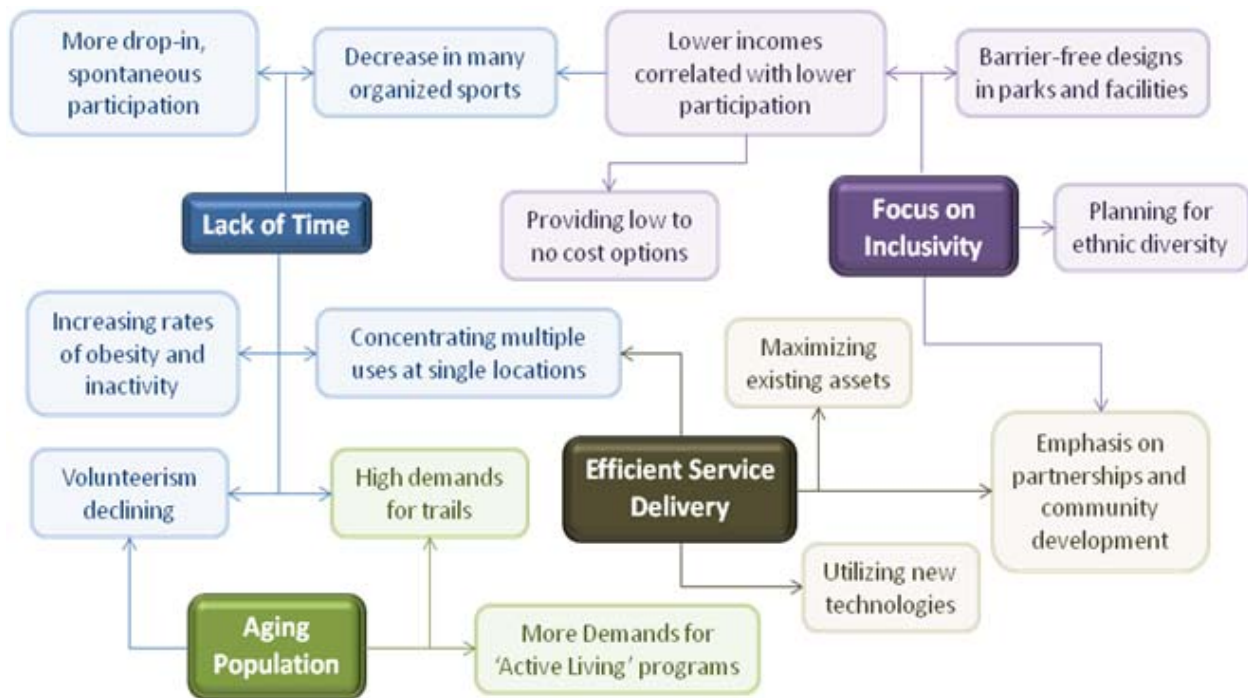 More drop-in,
spontaneous
participation
Decrease in many
organized sports
Lower incomes
correlated with lower
participation
Barrier-free designs
in parks and facilities
Lack of Time
Providing low to
no cost options
Focus on
Inclusivity
Planning for
ethnic diversity
Increasing rates
of obesity and
inactivity
Concentrating multiple
uses at single locations
Maximizing
existing assets
Volunteerism
declining
High demands
for trails
Efficient Service
Delivery
Emphasis on
partnerships and
community
development
Utilizing new
technologies
Aging
Population
More Demands for
‘Active Living’ programs